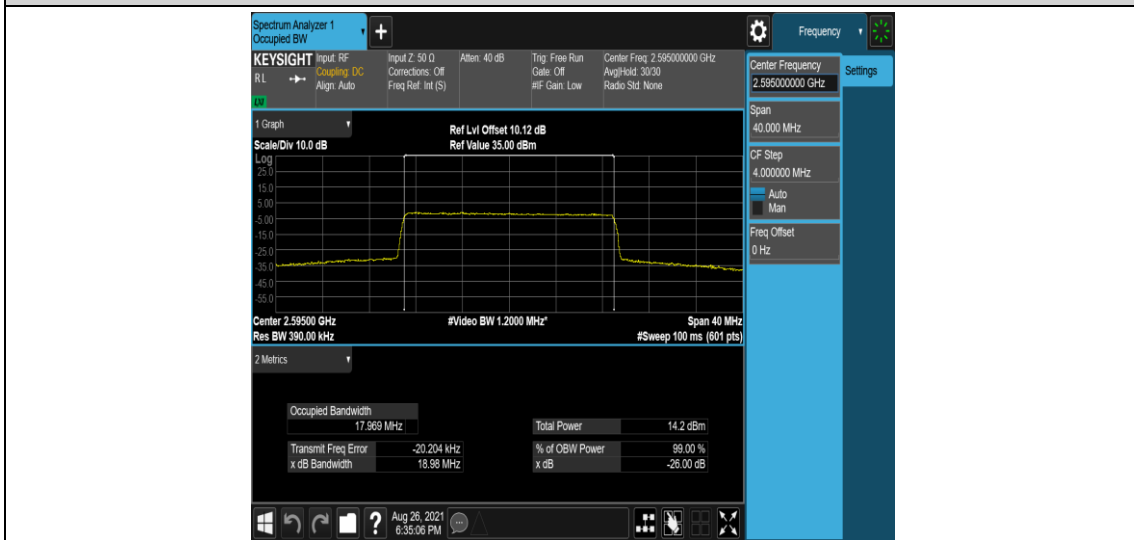 Spectrum Analyzer 1
Occupied BW
+
Frequency
KEYSIGHT
RL
LXI
Input: RF
Coupling: DC
Align: Auto
Input Z: 50 Ω
Corrections: Off
Freq Ref: Int (S)
Atten: 40 dB
Trig: Free Run
Gate: Off
#IF Gain: Low
Center Freq: 2.595000000 GHz
Avg|Hold: 30/30
Radio Std: None
Center Frequency
2.595000000 GHz
Settings
Span
40.000 MHz
CF Step
4.000000 MHz
Auto
Man
Freq Offset
0 Hz
1 Graph
Scale/Div 10.0 dB
Ref Lvl Offset 10.12 dB
Ref Value 35.00 dBm
Log
25.0
15.0
5.00
-5.00
-15.0
-25.0
-35.0
-45.0
-55.0
Center 2.59500 GHz
Res BW 390.00 kHz
#Video BW 1.2000 MHz*
Span 40 MHz
#Sweep 100 ms (601 pts)
2 Metrics
Occupied Bandwidth
17.969 MHz
Total Power 14.2 dBm
Transmit Freq Error -20.204 kHz
% of OBW Power 99.00 %
x dB Bandwidth 18.98 MHz
x dB -26.00 dB
?
Aug 26, 2021
6:35:06 PM